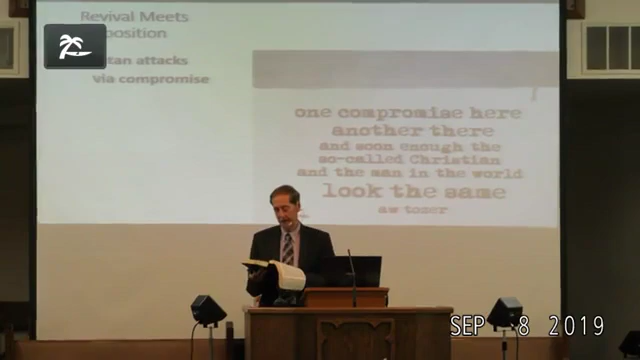 Revival Meets
position
tan attacks
via compromise
one compromise here
another there
and soon enough the
so-called Christian
and the man in the world
look the same
aw tozer
SEP 8 2019